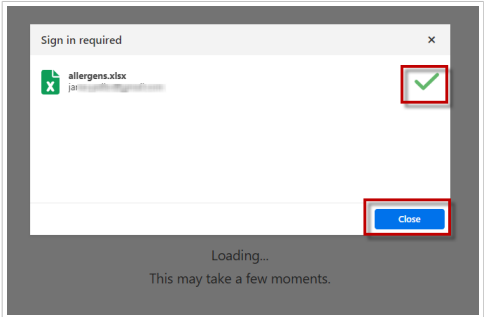 Sign in required
allergens.xlsx
Close
Loading...
This may take a few moments.